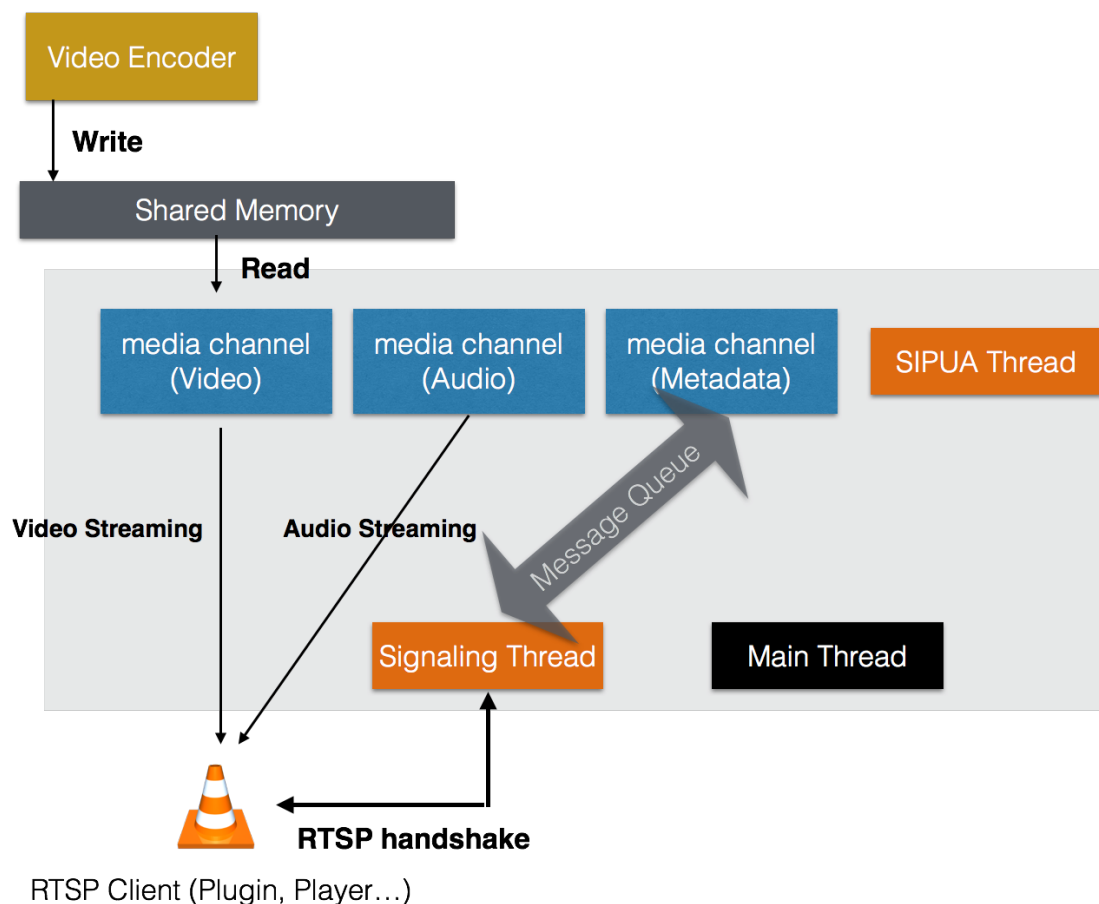 Video Encoder
Write
Shared Memory
Read
media channel
(Video)
media channel
(Audio)
media channel
(Metadata)
SIPUA Thread
Message Queue
Video Streaming
Audio Streaming
Signaling Thread
Main Thread
RTSP handshake
RTSP Client (Plugin, Player…)